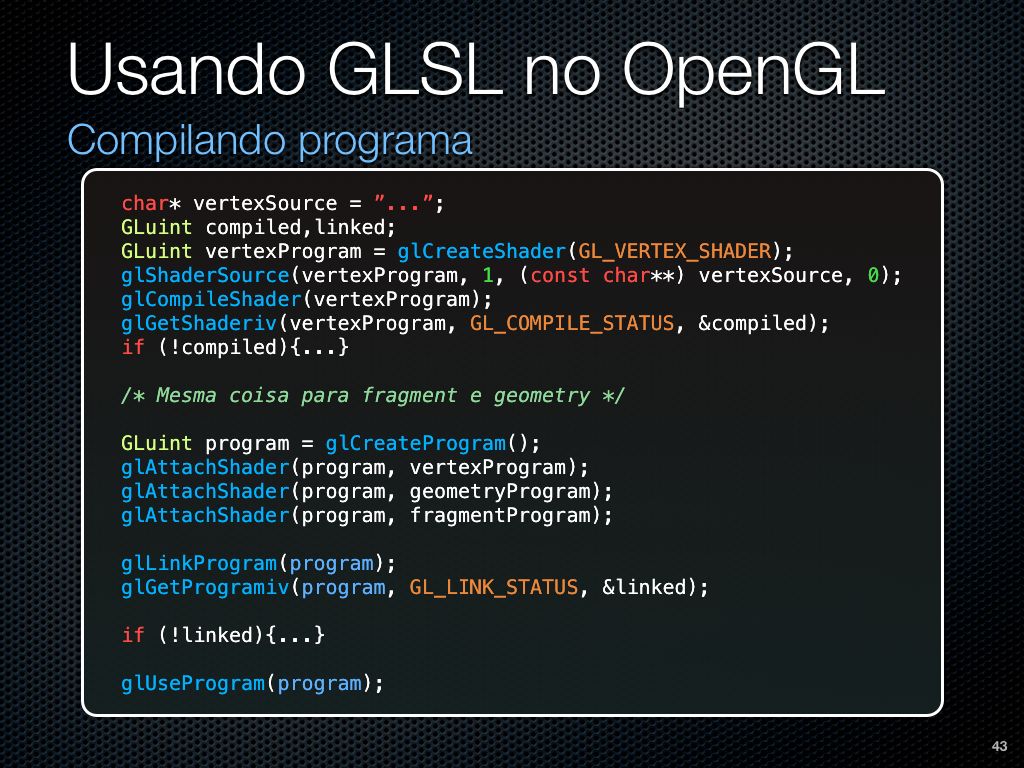 Usando GLSL no OpenGL
Compilando programa
char* vertexSource = ”...”;
GLuint compiled,linked;
GLuint vertexProgram = glCreateShader(GL_VERTEX_SHADER);
glShaderSource(vertexProgram, 1, (const char**) vertexSource, 0);
glCompileShader(vertexProgram);
glGetShaderiv(vertexProgram, GL_COMPILE_STATUS, &compiled);
if (!compiled){...}
/* Mesma coisa para fragment e geometry */
GLuint program = glCreateProgram();
glAttachShader(program, vertexProgram);
glAttachShader(program, geometryProgram);
glAttachShader(program, fragmentProgram);
glLinkProgram(program);
glGetProgramiv(program, GL_LINK_STATUS, &linked);
if (!linked){...}
glUseProgram(program);
43